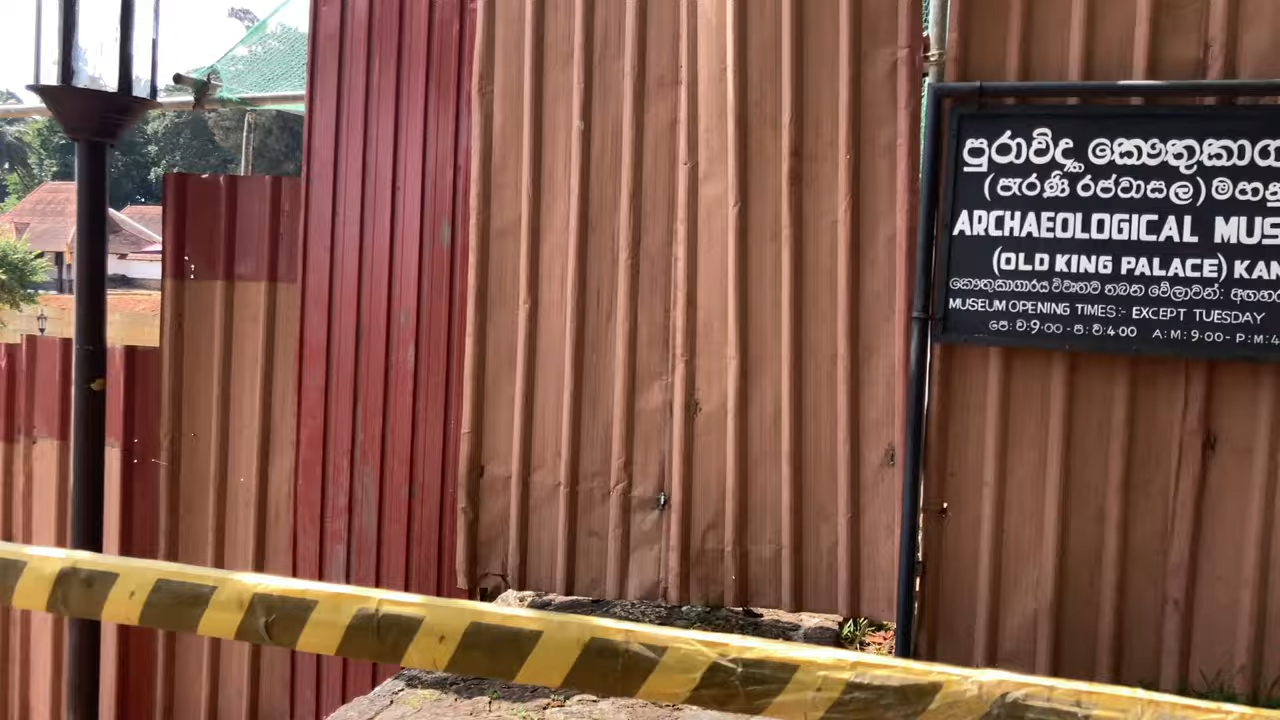 පුරාවිද්‍යා කෞතුකාගා
(පැරණි රජවාසල) මහනු
ARCHAEOLOGICAL MUS
(OLD KING PALACE) KAN
කෞතුකාගාරය විවෘතව තබන වේලාවන්: අඟහර
MUSEUM OPENING TIMES:- EXCEPT TUESDAY
පෙ:ව:9.00-ප:ව:4.00 A:M:9.00-P:M:4